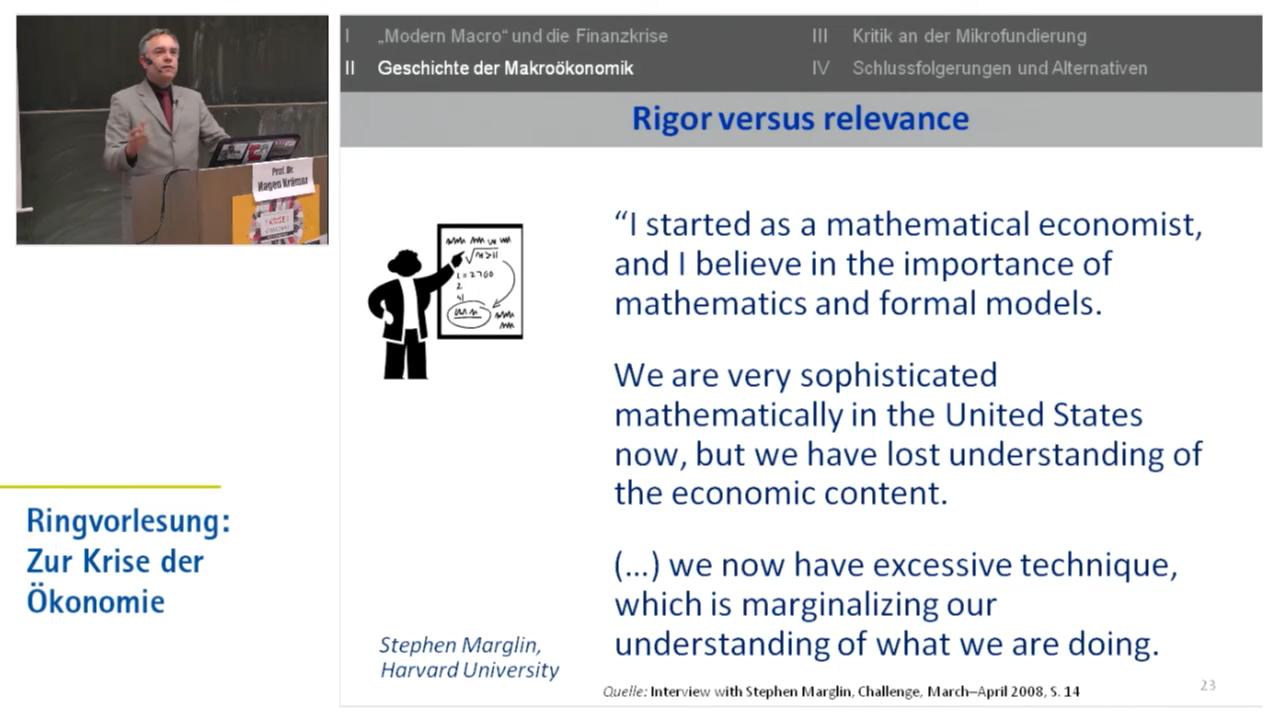 I „Modern Macro“ und die Finanzkrise
III Kritik an der Mikrofundierung
II Geschichte der Makroökonomik
IV Schlussfolgerungen und Alternativen
Rigor versus relevance
Prof. Dr.
Hagen Krämer
“I started as a mathematical economist,
and I believe in the importance of
mathematics and formal models.
We are very sophisticated
mathematically in the United States
now, but we have lost understanding of
the economic content.
(...) we now have excessive technique,
which is marginalizing our
understanding of what we are doing.
Ringvorlesung:
Zur Krise der
Ökonomie
Stephen Marglin,
Harvard University
Quelle: Interview with Stephen Marglin, Challenge, March–April 2008, S. 14
23